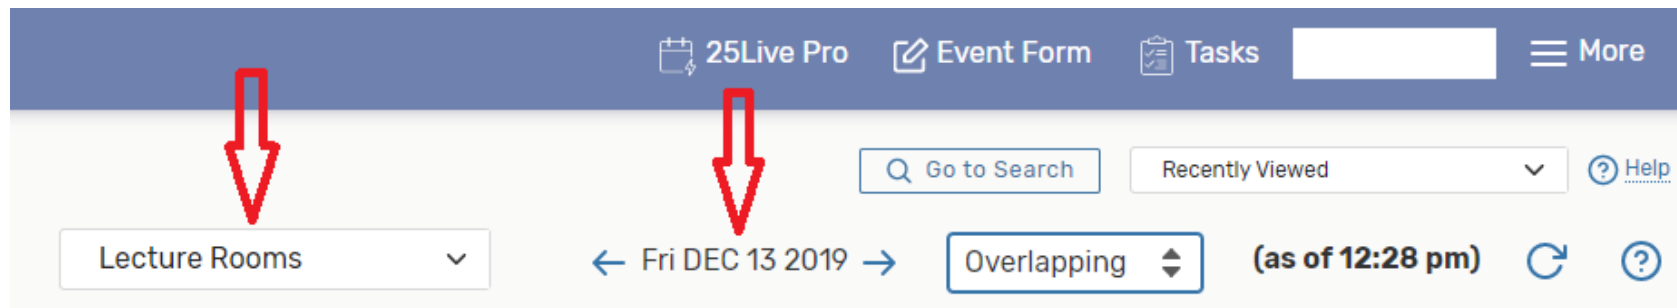 25Live Pro Event Form Tasks More
Go to Search Recently Viewed Help
Lecture Rooms Fri DEC 13 2019 Overlapping (as of 12:28 pm)